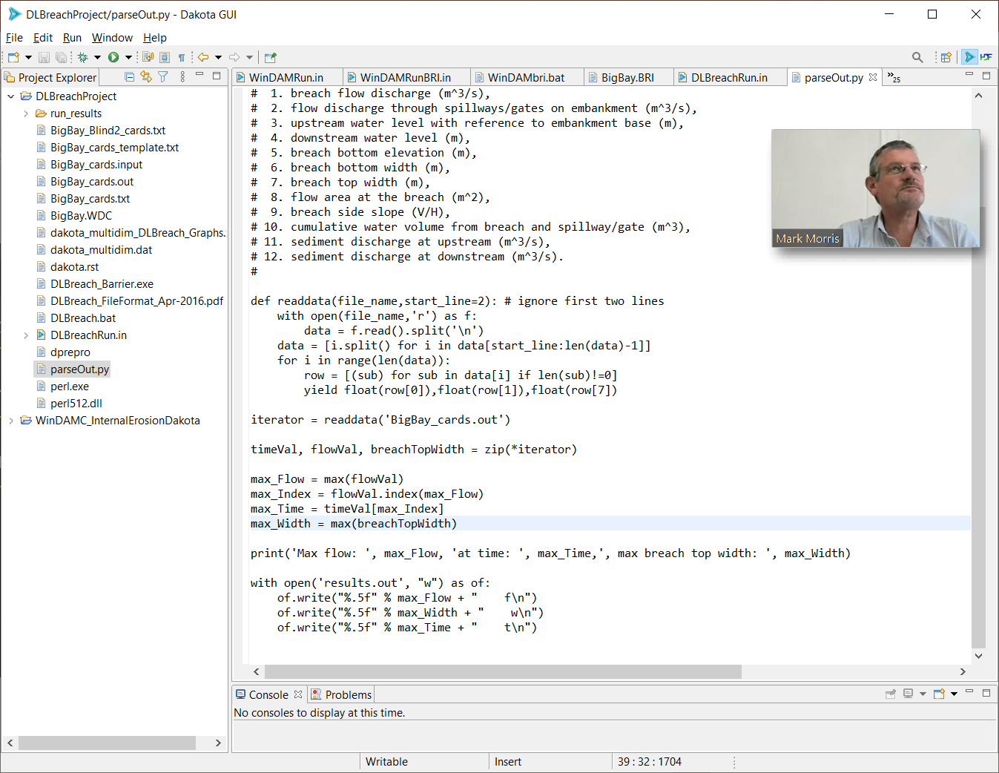 DLBreachProject/parseOut.py - Dakota GUI
File Edit Run Window Help
Project Explorer
WinDAMRun.in WinDAMRunBRI.in WinDAMbri.bat BigBay.BRI DLBreachRun.in parseOut.py »25
DLBreachProject
run_results
BigBay_Blind2_cards.txt
BigBay_cards_template.txt
BigBay_cards.input
BigBay_cards.out
BigBay_cards.txt
BigBay.WDC
dakota_multidim_DLBreach_Graphs.
dakota_multidim.dat
dakota.rst
DLBreach_Barrier.exe
DLBreach_FileFormat_Apr-2016.pdf
DLBreach.bat
DLBreachRun.in
dprepro
parseOut.py
perl.exe
perl512.dll
WinDAMC_InternalErosionDakota
#  1. breach flow discharge (m^3/s),
#  2. flow discharge through spillways/gates on embankment (m^3/s),
#  3. upstream water level with reference to embankment base (m),
#  4. downstream water level (m),
#  5. breach bottom elevation (m),
#  6. breach bottom width (m),
#  7. breach top width (m),
#  8. flow area at the breach (m^2),
#  9. breach side slope (V/H),
# 10. cumulative water volume from breach and spillway/gate (m^3),
# 11. sediment discharge at upstream (m^3/s),
# 12. sediment discharge at downstream (m^3/s).
#
def readdata(file_name,start_line=2): # ignore first two lines
    with open(file_name,'r') as f:
        data = f.read().split('\n')
    data = [i.split() for i in data[start_line:len(data)-1]]
    for i in range(len(data)):
        row = [(sub) for sub in data[i] if len(sub)!=0]
        yield float(row[0]),float(row[1]),float(row[7])
iterator = readdata('BigBay_cards.out')
timeVal, flowVal, breachTopWidth = zip(*iterator)
max_Flow = max(flowVal)
max_Index = flowVal.index(max_Flow)
max_Time = timeVal[max_Index]
max_Width = max(breachTopWidth)
print('Max flow: ', max_Flow, 'at time: ', max_Time,', max breach top width: ', max_Width)
with open('results.out', "w") as of:
    of.write("%.5f" % max_Flow + "    f\n")
    of.write("%.5f" % max_Width + "    w\n")
    of.write("%.5f" % max_Time + "    t\n")
Mark Morris
Console Problems
No consoles to display at this time.
Writable Insert 39 : 32 : 1704